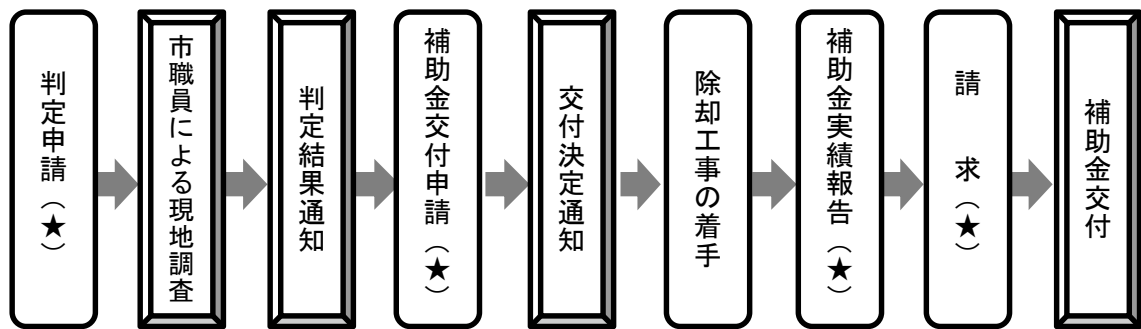 判定申請（★）
市職員による現地調査
判定結果通知
補助金交付申請（★）
交付決定通知
除却工事の着手
補助金実績報告（★）
請　求（★）
補助金交付